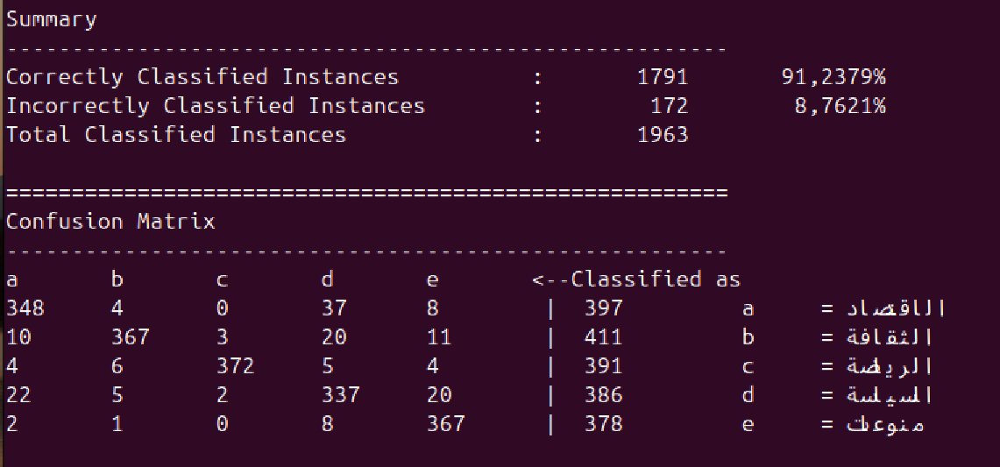 Summary
-------------------------------------------------------
Correctly Classified Instances : 1791 91,2379%
Incorrectly Classified Instances : 172 8,7621%
Total Classified Instances : 1963
=======================================================
Confusion Matrix
-------------------------------------------------------
a b c d e <--Classified as
348 4 0 37 8 | 397 a = الاقتصاد
10 367 3 20 11 | 411 b = الثقافة
4 6 372 5 4 | 391 c = الرياضة
22 5 2 337 20 | 386 d = السياسة
2 1 0 8 367 | 378 e = منوعات